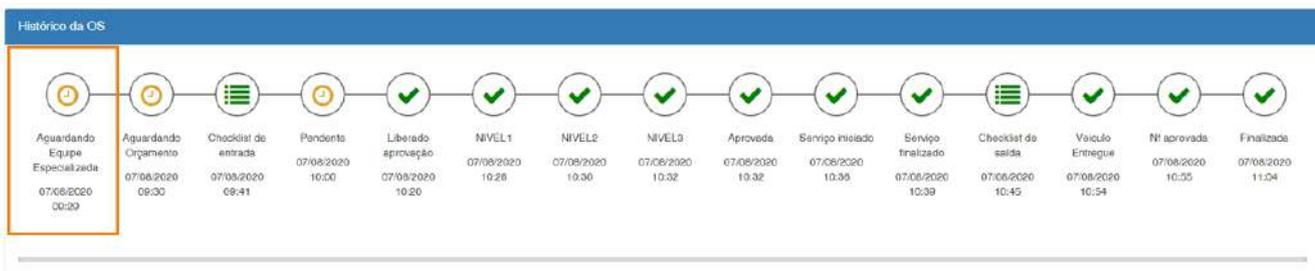 Histórico da OS
Aguardando
Equipe
Especializada
07/08/2020
09:29
Aguardando
Orçamento
07/08/2020
09:30
Checklist de
entrada
07/08/2020
09:41
Pendente
07/08/2020
10:00
Liberado
aprovação
07/08/2020
10:20
NIVEL1
07/08/2020
10:28
NIVEL2
07/08/2020
10:30
NIVEL3
07/08/2020
10:32
Aprovada
07/08/2020
10:32
Serviço iniciado
07/08/2020
10:36
Serviço
finalizado
07/08/2020
10:39
Checklist de
saída
07/08/2020
10:45
Veiculo
Entregue
07/08/2020
10:54
Nf aprovada
07/08/2020
10:55
Finalizada
07/08/2020
11:04